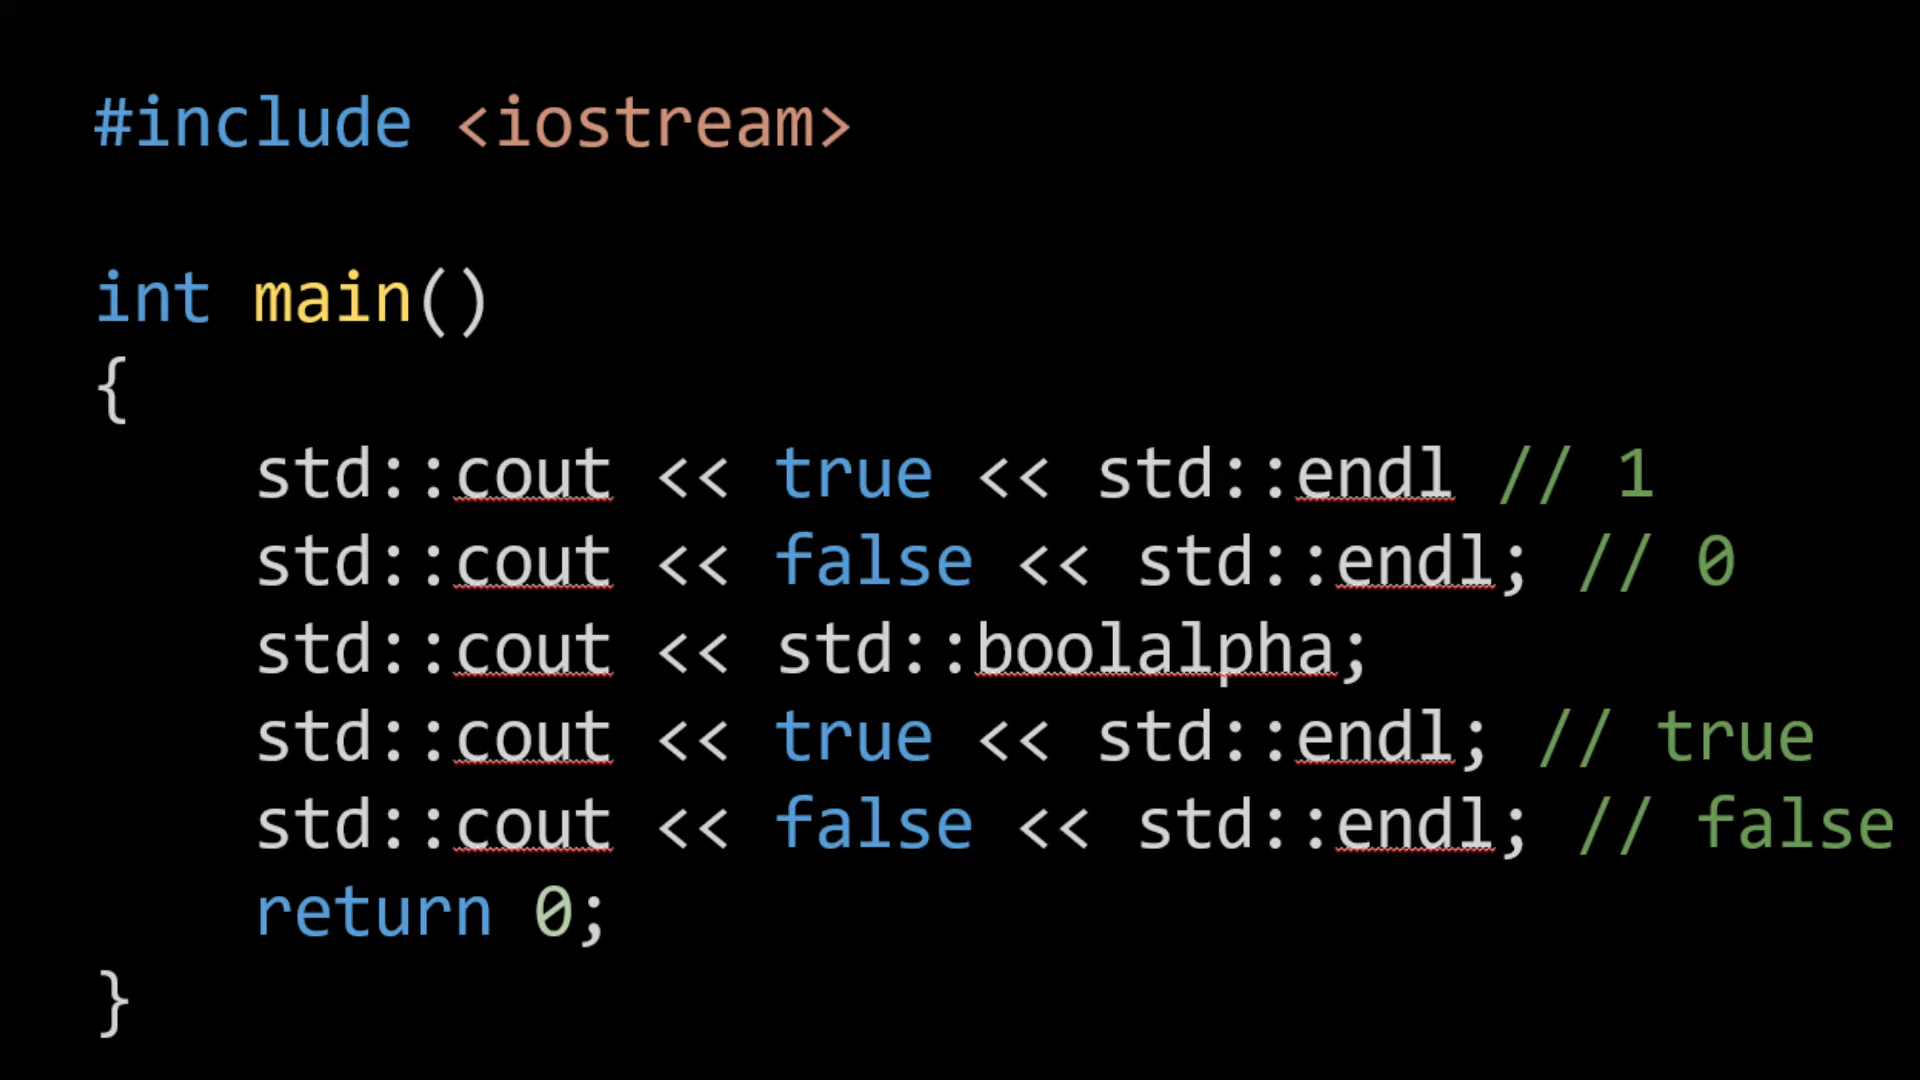 #include <iostream>
int main()
{
std::cout << true << std::endl // 1
std::cout << false << std::endl; // 0
std::cout << std::boolalpha;
std::cout << true << std::endl; // true
std::cout << false << std::endl; // false
return 0;
}